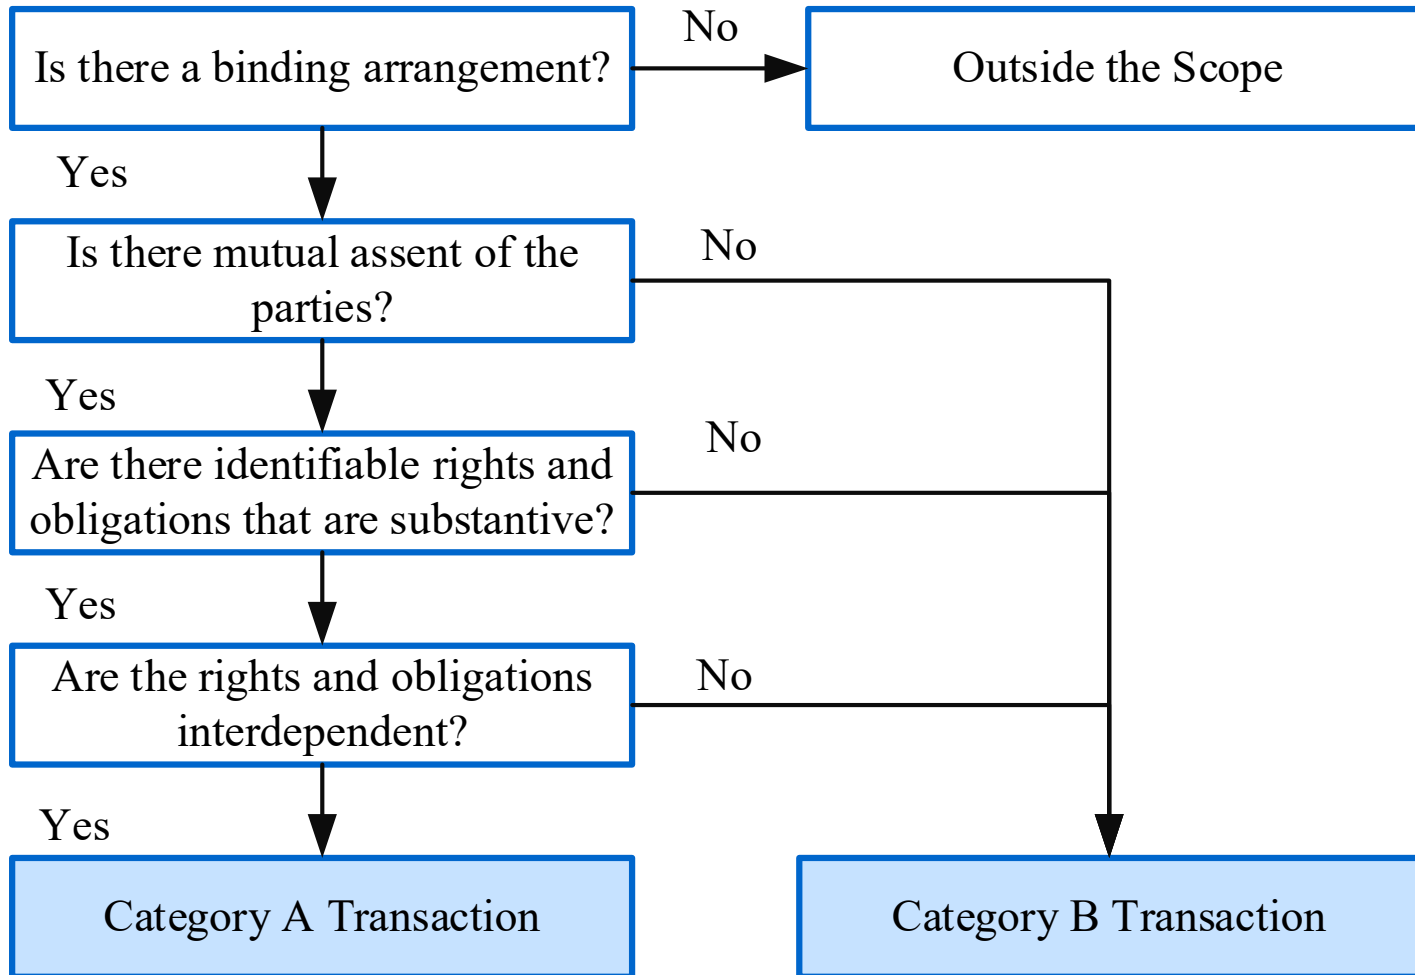 Is there a binding arrangement?
No
Outside the Scope
Yes
Is there mutual assent of the
parties?
No
Yes
Are there identifiable rights and
obligations that are substantive?
No
Yes
Are the rights and obligations
interdependent?
No
Yes
Category A Transaction
Category B Transaction